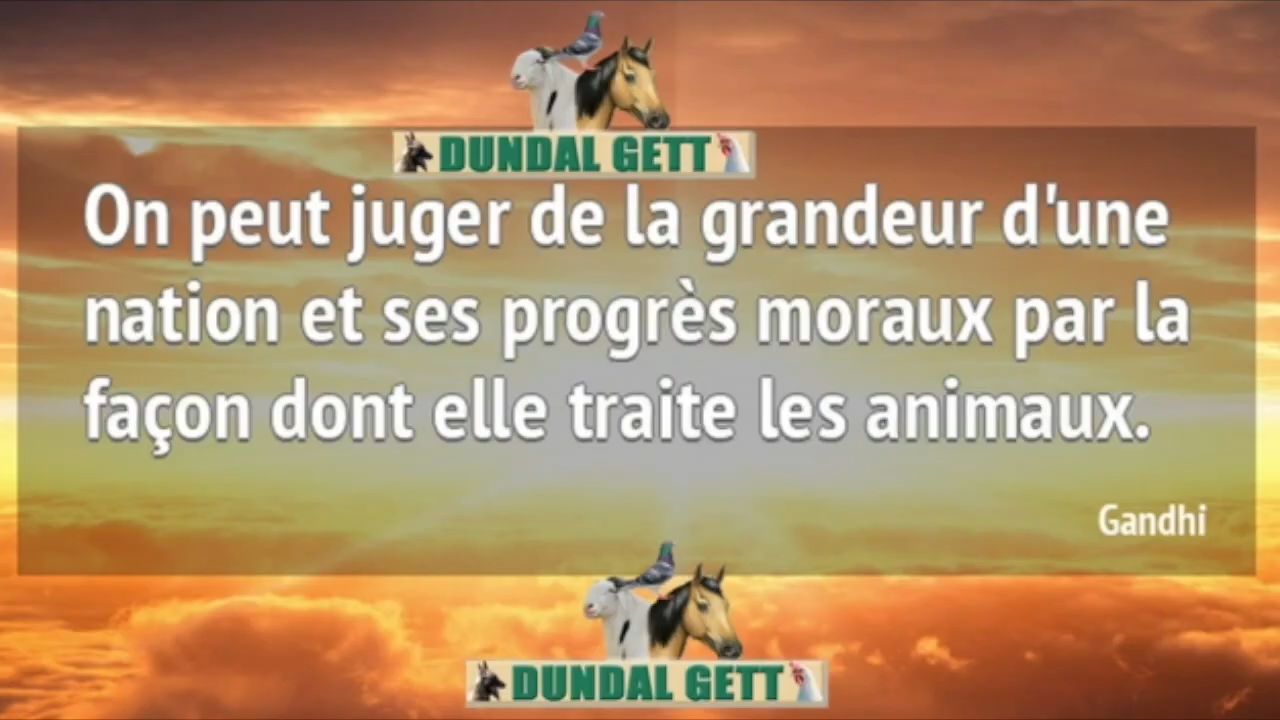 DUNDAL GETT
On peut juger de la grandeur d'une
nation et ses progrès moraux par la
façon dont elle traite les animaux.
Gandhi
DUNDAL GETT